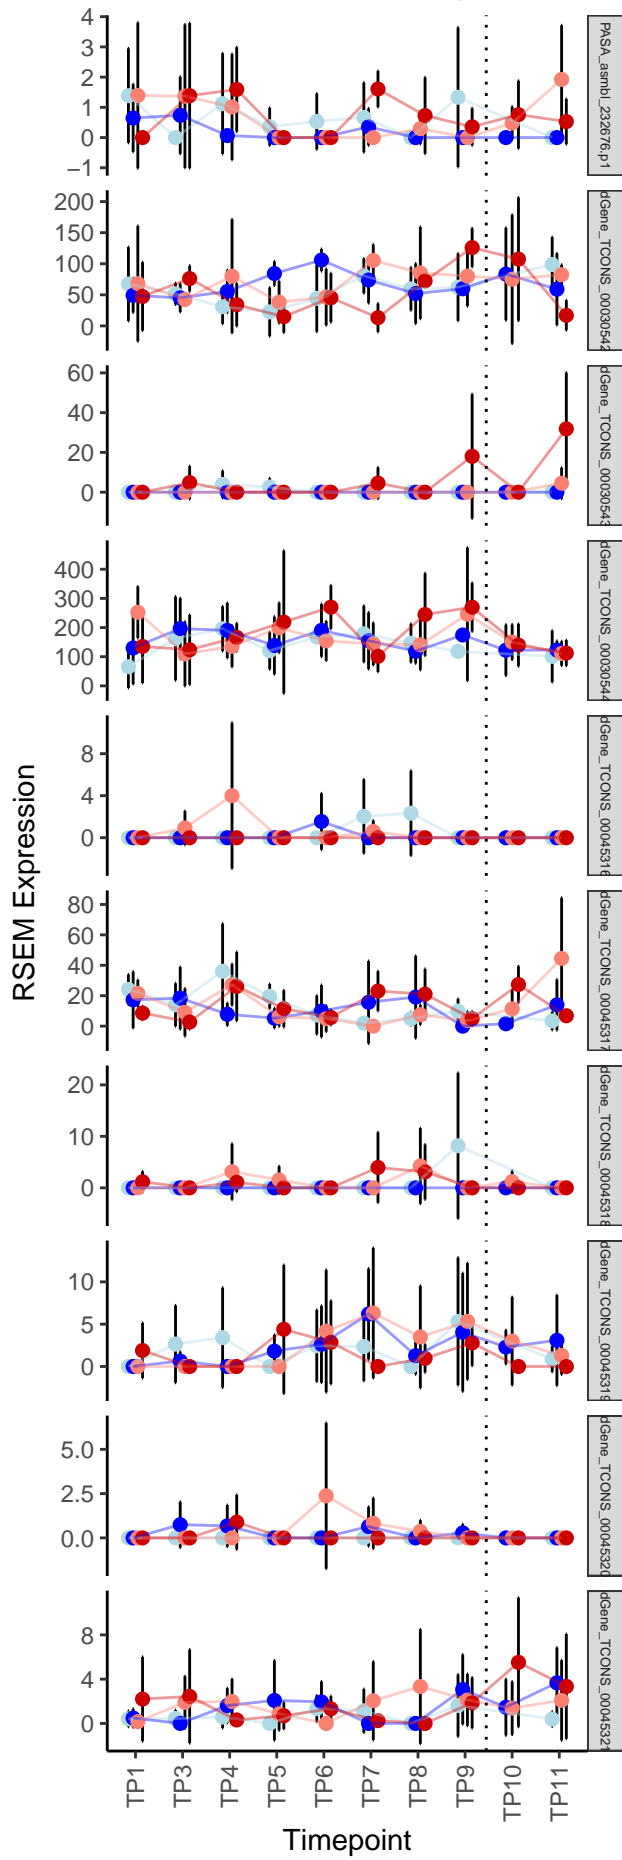 4
3
2
1
0
−1
PASA_asmbl_232676.p1
200
150
100
50
0
dGene_TCONS_00030542
60
40
20
0
dGene_TCONS_00030543
400
300
200
100
0
dGene_TCONS_00030544
8
4
0
dGene_TCONS_00045316
80
60
40
20
0
dGene_TCONS_00045317
20
10
0
dGene_TCONS_00045318
10
5
0
dGene_TCONS_00045319
5.0
2.5
0.0
dGene_TCONS_00045320
8
4
0
dGene_TCONS_00045321
RSEM Expression
TP1
TP3
TP4
TP5
TP6
TP7
TP8
TP9
TP10
TP11
Timepoint